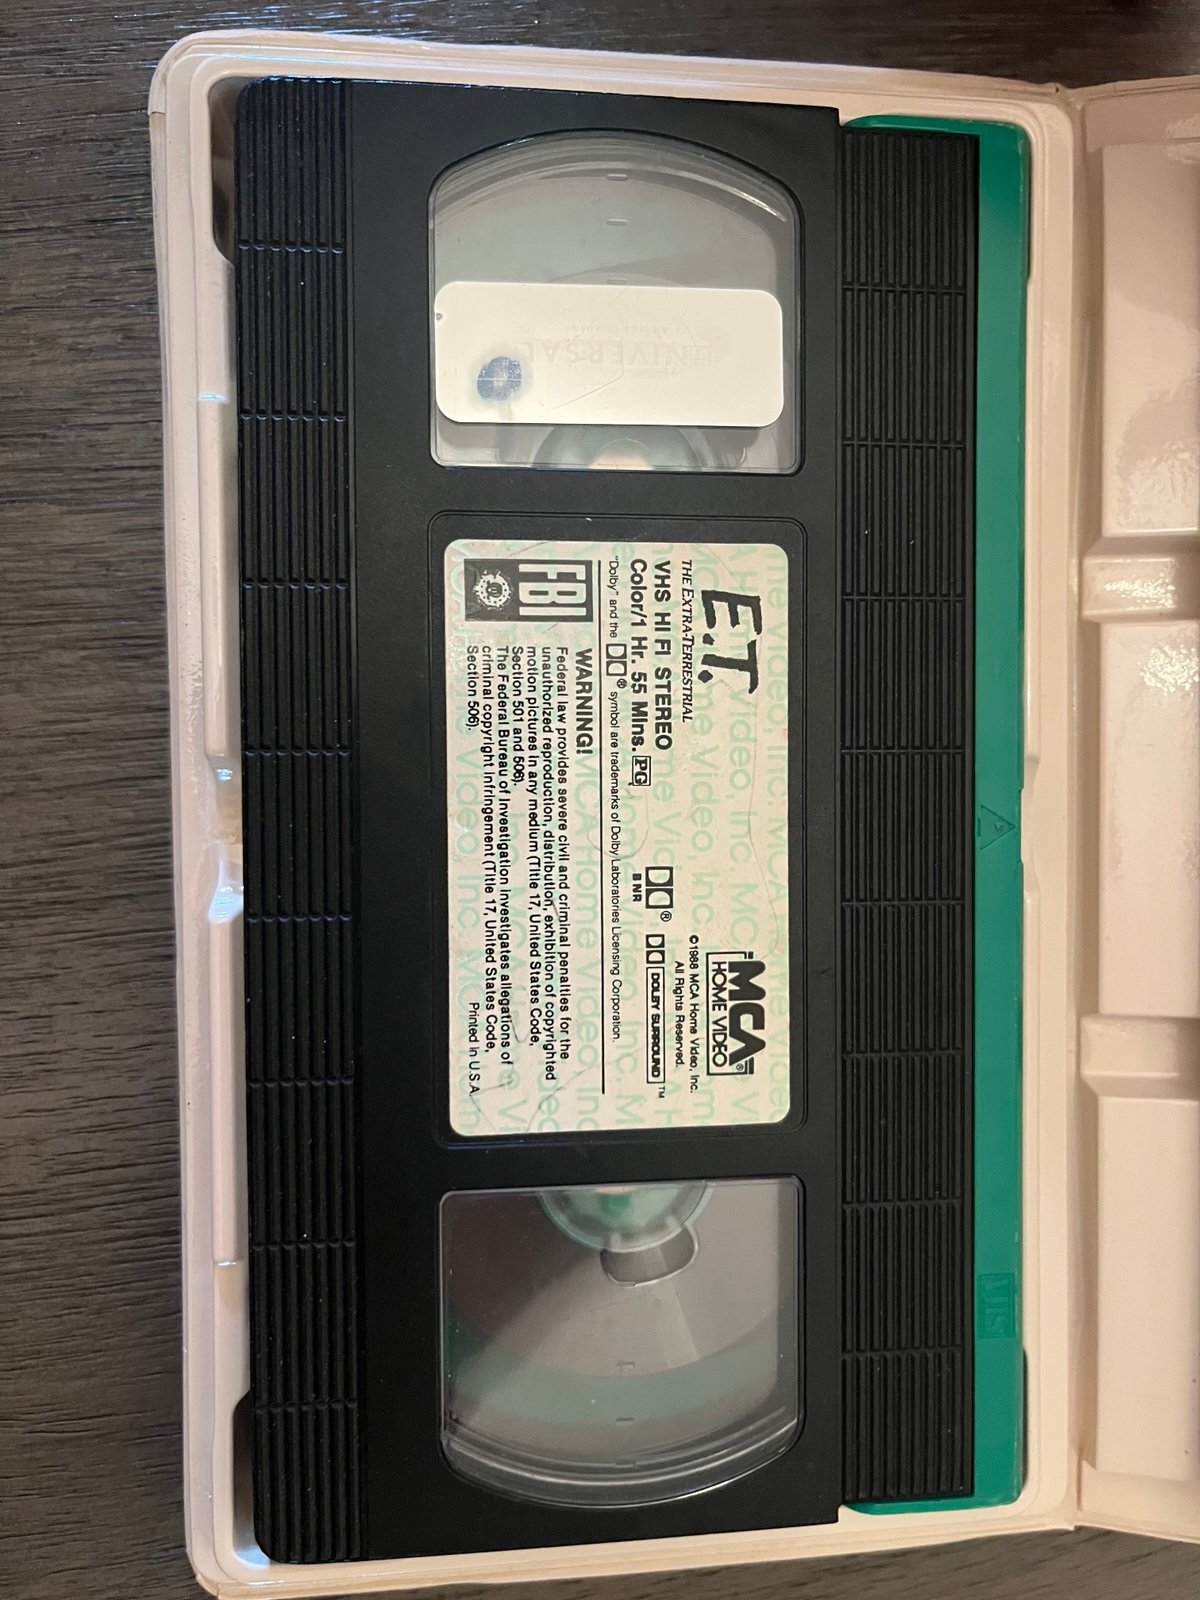 UNIVERSAL
E.T.
THE EXTRA-TERRESTRIAL
VHS HI FI STEREO
Color/1 Hr. 55 Mins. PG
B NR
DOLBY SURROUND™
MCA®
HOME VIDEO
©1988 MCA Home Video, Inc.
All Rights Reserved.
"Dolby" and the ® symbol are trademarks of Dolby Laboratories Licensing Corporation.
FBI
WARNING!
Federal law provides severe civil and criminal penalties for the
unauthorized reproduction, distribution, exhibition of copyrighted
motion pictures in any medium (Title 17, United States Code,
Section 501 and 506).
The Federal Bureau of Investigation investigates allegations of
criminal copyright infringement (Title 17, United States Code,
Section 506).
Printed in U.S.A.
VHS